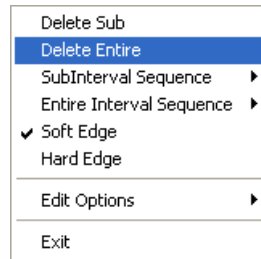 Delete Sub
Delete Entire
SubInterval Sequence
Entire Interval Sequence
Soft Edge
Hard Edge
Edit Options
Exit